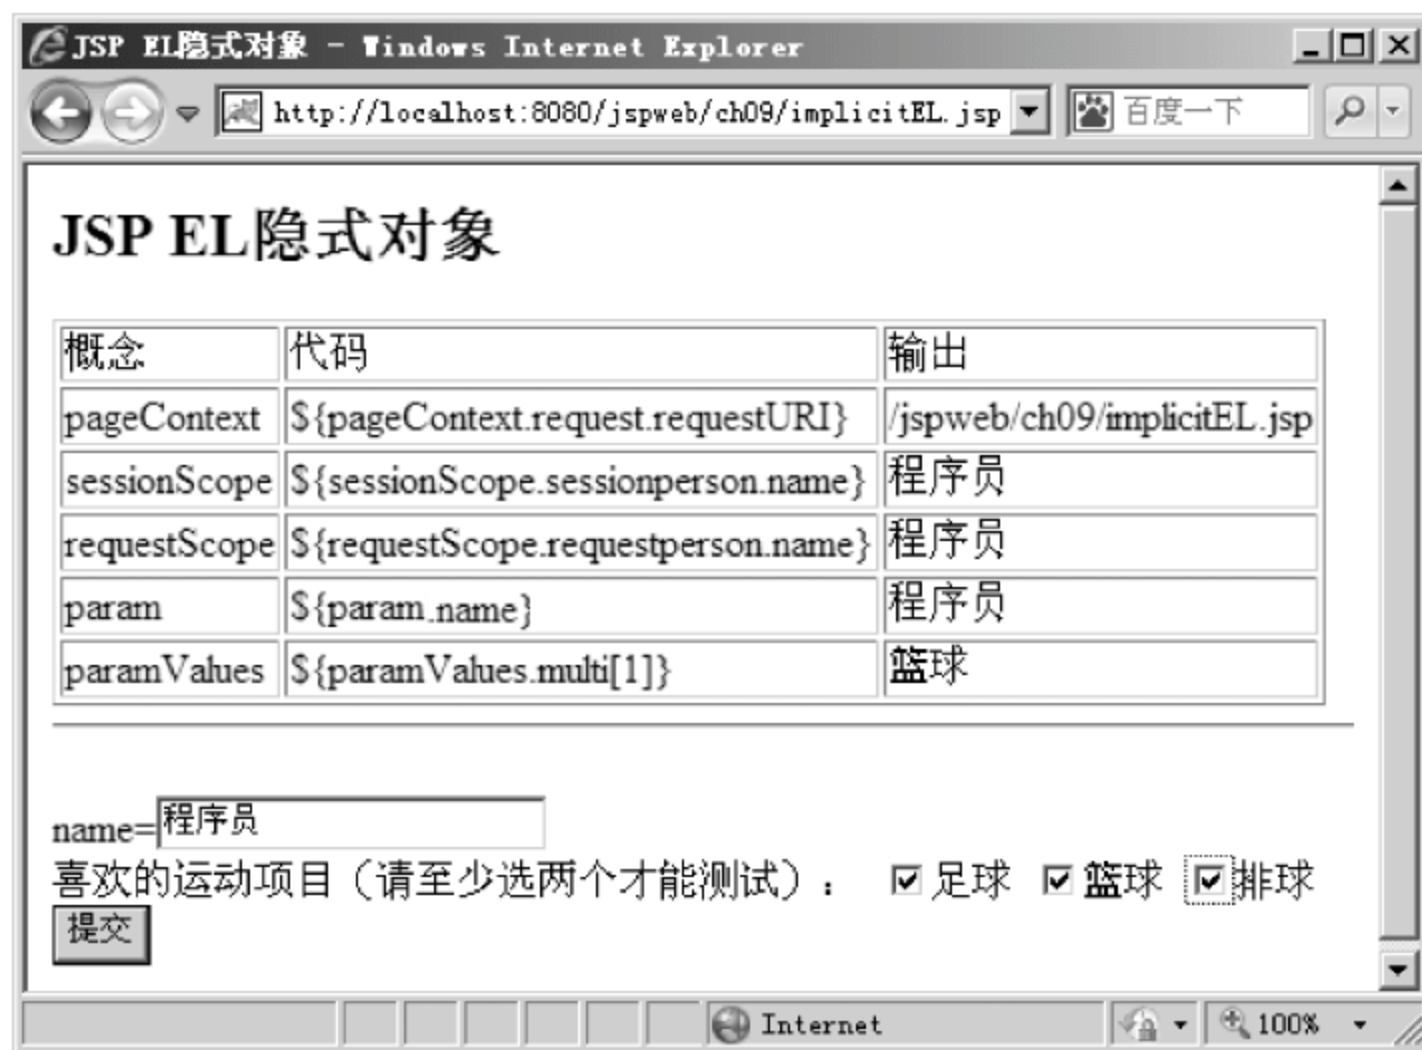 JSP EL隐式对象 - Windows Internet Explorer
http://localhost:8080/jspweb/ch09/implicitEL.jsp 百度一下
JSP EL隐式对象
概念 代码 输出
pageContext ${pageContext.request.requestURI} /jspweb/ch09/implicitEL.jsp
sessionScope ${sessionScope.sessionperson.name} 程序员
requestScope ${requestScope.requestperson.name} 程序员
param ${param.name} 程序员
paramValues ${paramValues.multi[1]} 篮球
name=程序员
喜欢的运动项目（请至少选两个才能测试）： 足球 篮球 排球
提交
Internet 100%